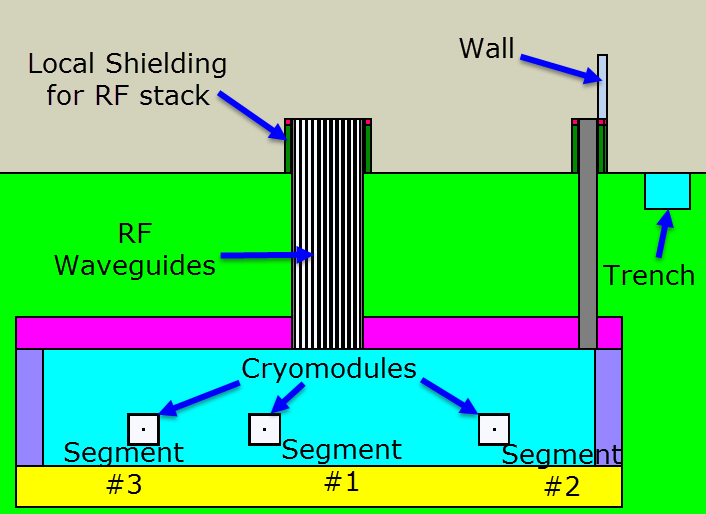 Local Shielding
for RF stack
Wall
RF
Waveguides
Trench
Cryomodules
Segment
#3
Segment
#1
Segment
#2